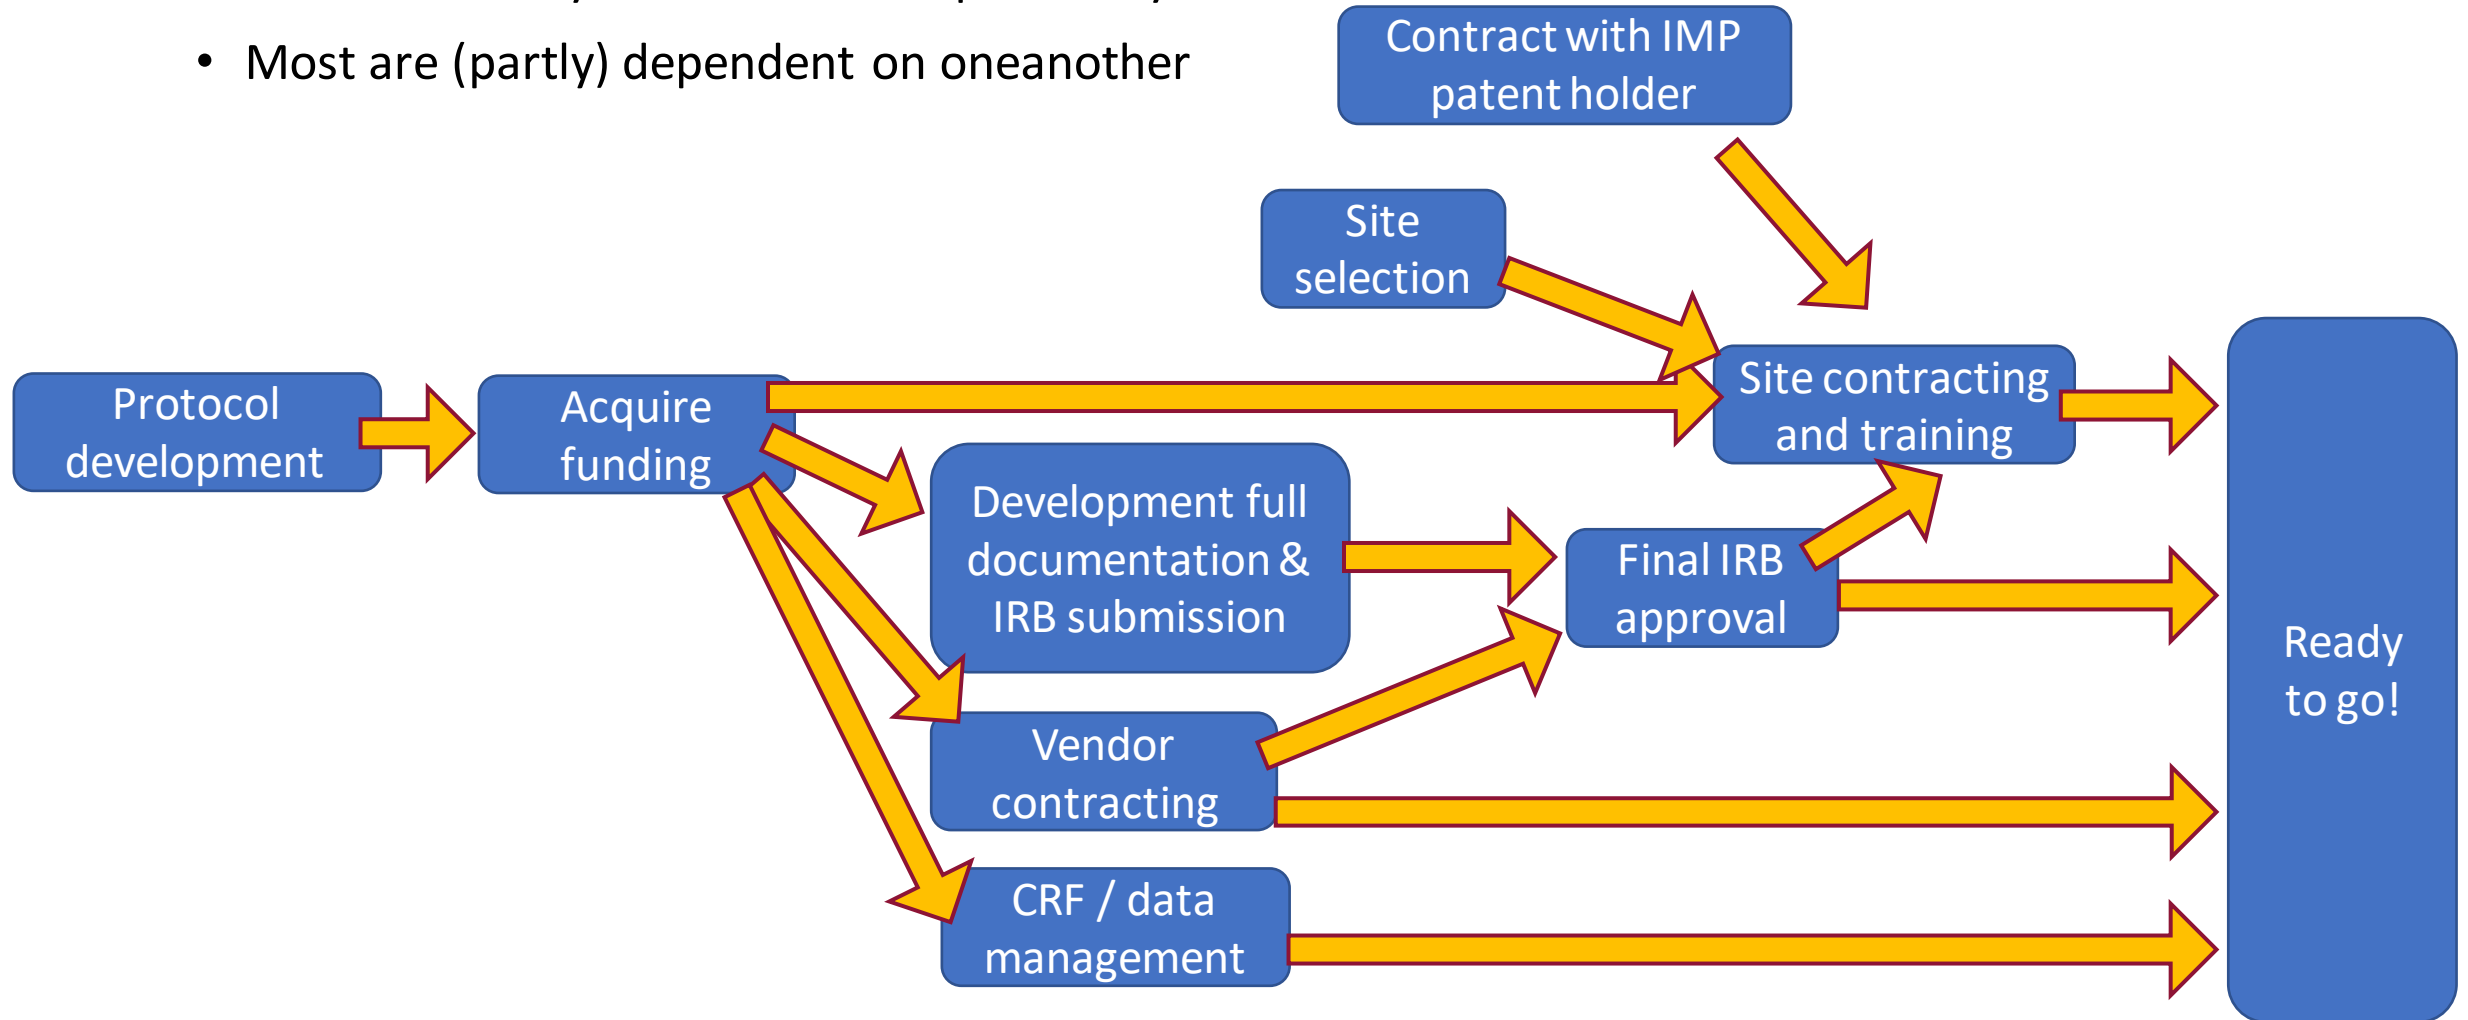 • Most are (partly) dependent on oneanother
Contract with IMP
patent holder
Site
selection
Protocol
development
Acquire
funding
Site contracting
and training
Development full
documentation &
IRB submission
Final IRB
approval
Vendor
contracting
CRF / data
management
Ready
to go!